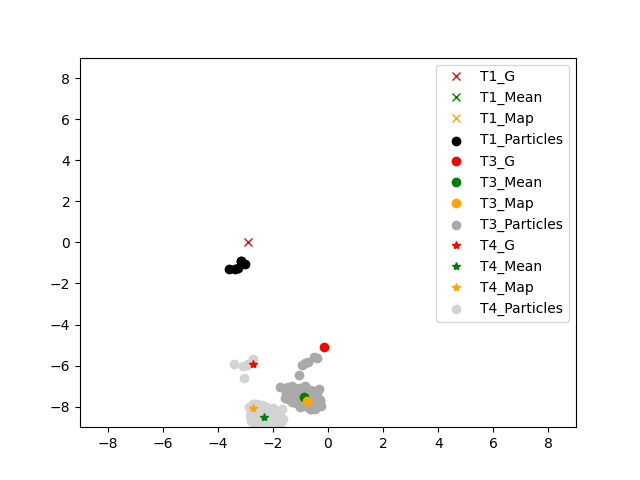 8
6
4
2
0
−2
−4
−6
−8
−8
−6
−4
−2
0
2
4
6
8
T1_G
T1_Mean
T1_Map
T1_Particles
T3_G
T3_Mean
T3_Map
T3_Particles
T4_G
T4_Mean
T4_Map
T4_Particles